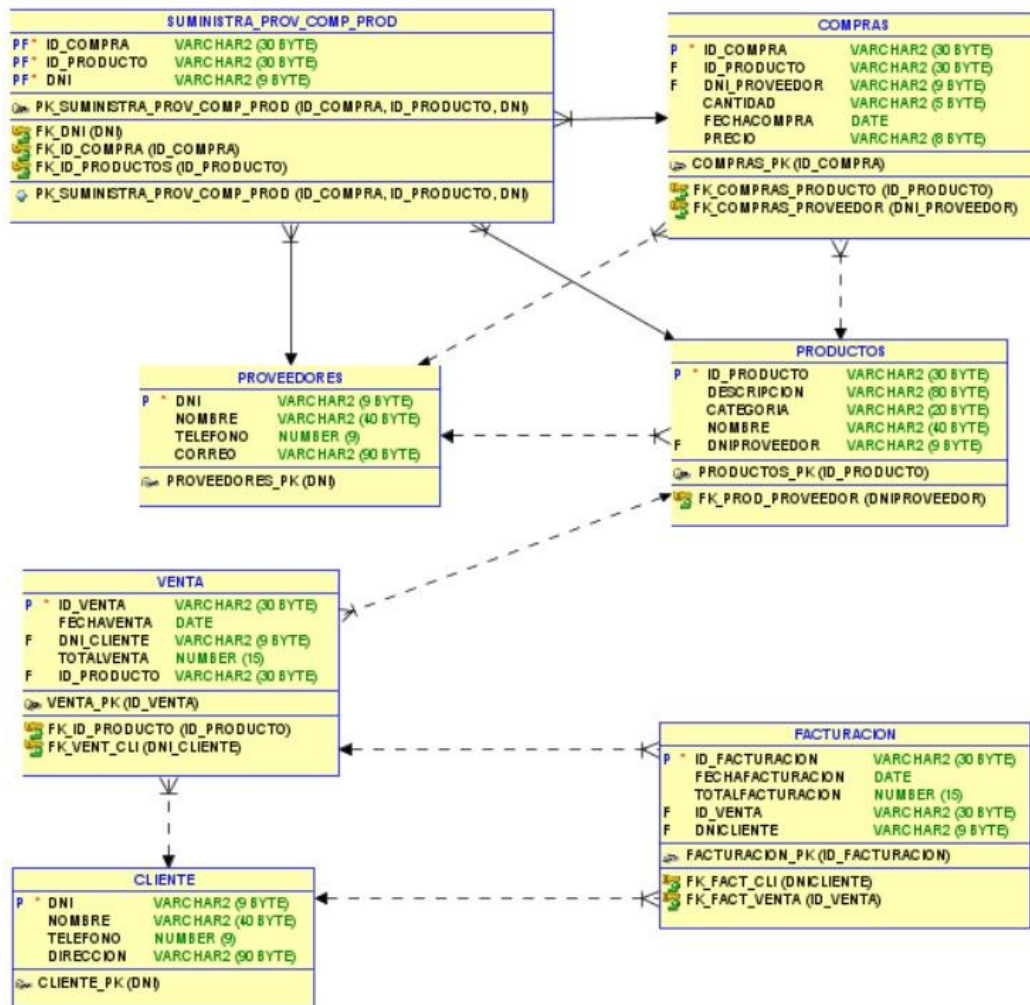 SUMINISTRA_PROV_COMP_PROD
PF* ID_COMPRA VARCHAR2 (30 BYTE)
PF* ID_PRODUCTO VARCHAR2 (30 BYTE)
PF* DNI VARCHAR2 (9 BYTE)
PK_SUMINISTRA_PROV_COMP_PROD (ID_COMPRA, ID_PRODUCTO, DNI)
FK_DNI (DNI)
FK_ID_COMPRA (ID_COMPRA)
FK_ID_PRODUCTOS (ID_PRODUCTO)
PK_SUMINISTRA_PROV_COMP_PROD (ID_COMPRA, ID_PRODUCTO, DNI)
COMPRAS
P * ID_COMPRA VARCHAR2 (30 BYTE)
F ID_PRODUCTO VARCHAR2 (30 BYTE)
F DNI_PROVEEDOR VARCHAR2 (9 BYTE)
CANTIDAD VARCHAR2 (5 BYTE)
FECHACOMPRA DATE
PRECIO VARCHAR2 (8 BYTE)
COMPRAS_PK (ID_COMPRA)
FK_COMPRAS_PRODUCTO (ID_PRODUCTO)
FK_COMPRAS_PROVEEDOR (DNI_PROVEEDOR)
PROVEEDORES
P * DNI VARCHAR2 (9 BYTE)
NOMBRE VARCHAR2 (40 BYTE)
TELEFONO NUMBER (9)
CORREO VARCHAR2 (90 BYTE)
PROVEEDORES_PK (DNI)
PRODUCTOS
P * ID_PRODUCTO VARCHAR2 (30 BYTE)
DESCRIPCION VARCHAR2 (80 BYTE)
CATEGORIA VARCHAR2 (20 BYTE)
NOMBRE VARCHAR2 (40 BYTE)
F DNIPROVEEDOR VARCHAR2 (9 BYTE)
PRODUCTOS_PK (ID_PRODUCTO)
FK_PROD_PROVEEDOR (DNIPROVEEDOR)
VENTA
P * ID_VENTA VARCHAR2 (30 BYTE)
FECHAVENTA DATE
F DNI_CLIENTE VARCHAR2 (9 BYTE)
TOTALVENTA NUMBER (15)
F ID_PRODUCTO VARCHAR2 (30 BYTE)
VENTA_PK (ID_VENTA)
FK_ID_PRODUCTO (ID_PRODUCTO)
FK_VENT_CLI (DNI_CLIENTE)
FACTURACION
P * ID_FACTURACION VARCHAR2 (30 BYTE)
FECHAFACTURACION DATE
TOTALFACTURACION NUMBER (15)
F ID_VENTA VARCHAR2 (30 BYTE)
F DNICLIENTE VARCHAR2 (9 BYTE)
FACTURACION_PK (ID_FACTURACION)
FK_FACT_CLI (DNICLIENTE)
FK_FACT_VENTA (ID_VENTA)
CLIENTE
P * DNI VARCHAR2 (9 BYTE)
NOMBRE VARCHAR2 (40 BYTE)
TELEFONO NUMBER (9)
DIRECCION VARCHAR2 (90 BYTE)
CLIENTE_PK (DNI)